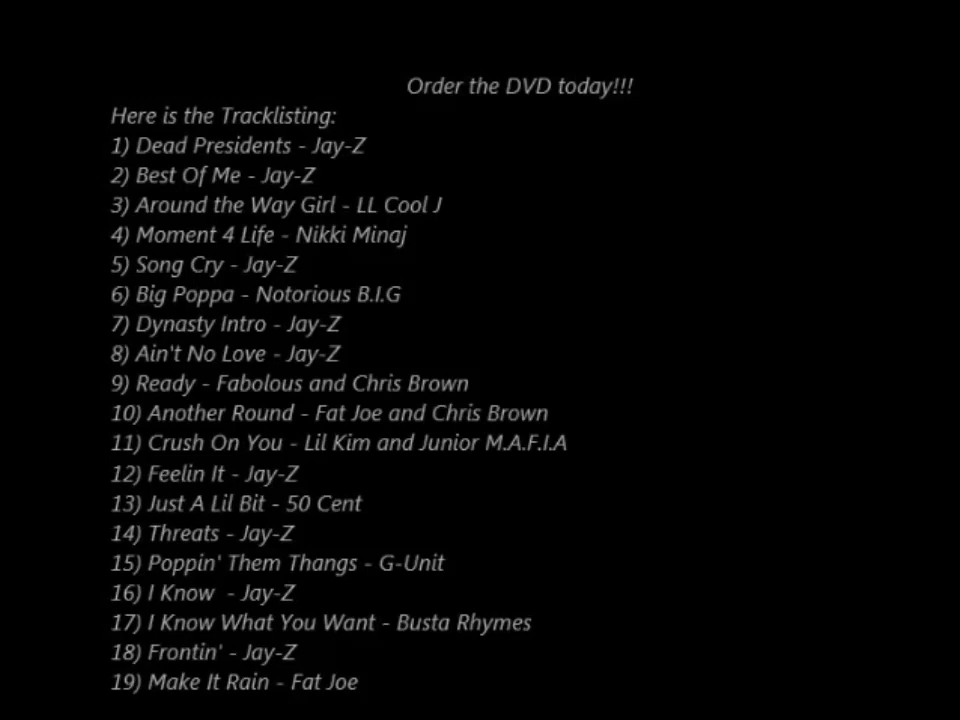 Order the DVD today!!!
Here is the Tracklisting:
1) Dead Presidents - Jay-Z
2) Best Of Me - Jay-Z
3) Around the Way Girl - LL Cool J
4) Moment 4 Life - Nikki Minaj
5) Song Cry - Jay-Z
6) Big Poppa - Notorious B.I.G
7) Dynasty Intro - Jay-Z
8) Ain't No Love - Jay-Z
9) Ready - Fabolous and Chris Brown
10) Another Round - Fat Joe and Chris Brown
11) Crush On You - Lil Kim and Junior M.A.F.I.A
12) Feelin It - Jay-Z
13) Just A Lil Bit - 50 Cent
14) Threats - Jay-Z
15) Poppin' Them Thangs - G-Unit
16) I Know  - Jay-Z
17) I Know What You Want - Busta Rhymes
18) Frontin' - Jay-Z
19) Make It Rain - Fat Joe